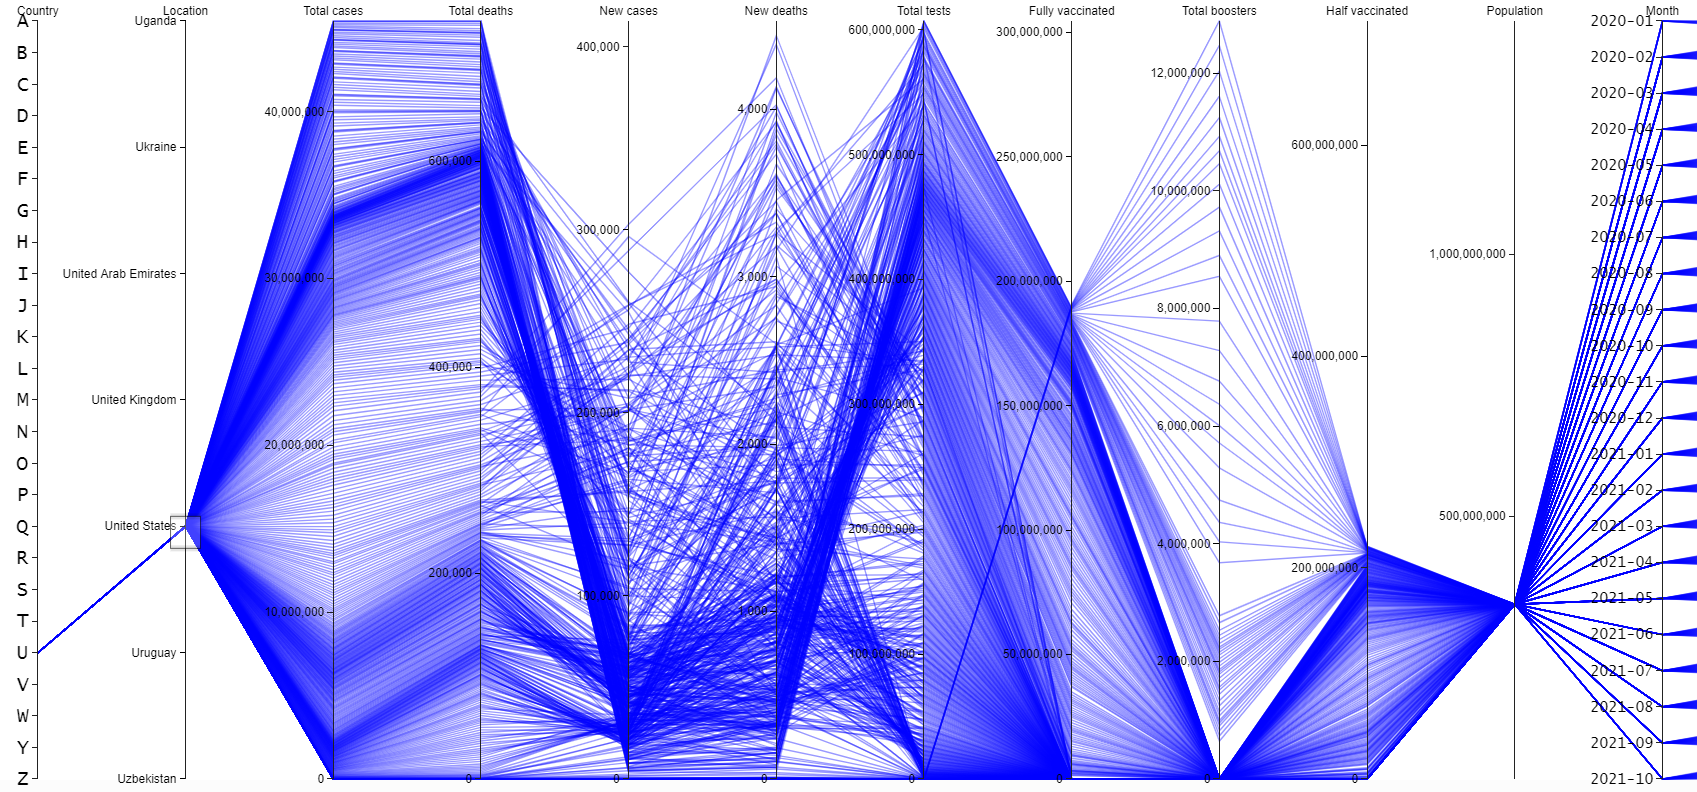 Country Location Total cases Total deaths New cases New deaths Total tests Fully vaccinated Total boosters Half vaccinated Population Month
A
B
C
D
E
F
G
H
I
J
K
L
M
N
O
P
Q
R
S
T
U
V
W
Y
Z
Uganda
Ukraine
United Arab Emirates
United Kingdom
United States
Uruguay
Uzbekistan
40,000,000
30,000,000
20,000,000
10,000,000
0
600,000
400,000
200,000
0
400,000
300,000
200,000
100,000
0
4,000
3,000
2,000
1,000
0
600,000,000
500,000,000
400,000,000
300,000,000
200,000,000
100,000,000
0
300,000,000
250,000,000
200,000,000
150,000,000
100,000,000
50,000,000
0
12,000,000
10,000,000
8,000,000
6,000,000
4,000,000
2,000,000
0
600,000,000
400,000,000
200,000,000
0
1,000,000,000
500,000,000
2020-01
2020-02
2020-03
2020-04
2020-05
2020-06
2020-07
2020-08
2020-09
2020-10
2020-11
2020-12
2021-01
2021-02
2021-03
2021-04
2021-05
2021-06
2021-07
2021-08
2021-09
2021-10